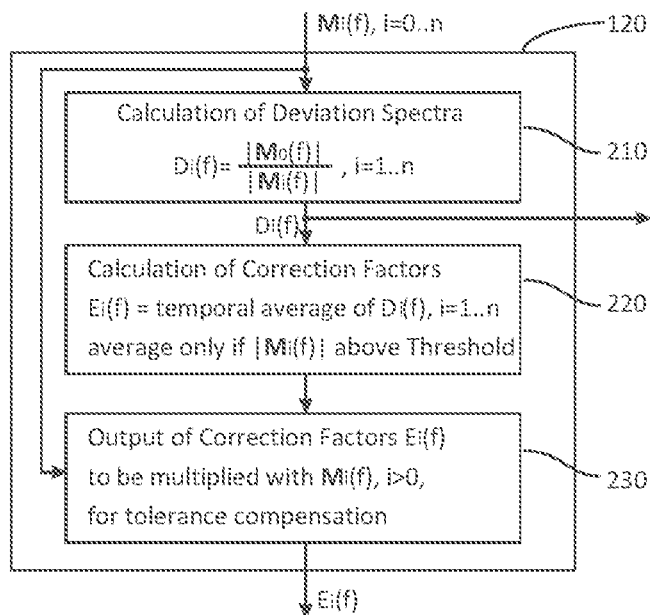 Mi(f), i=0..n
120
Calculation of Deviation Spectra
Di(f)= |M0(f)| / |Mi(f)| , i=1..n
210
Di(f)
Calculation of Correction Factors
Ei(f) = temporal average of Di(f), i=1..n
average only if |Mi(f)| above Threshold
220
Output of Correction Factors Ei(f)
to be multiplied with Mi(f), i>0,
for tolerance compensation
230
Ei(f)